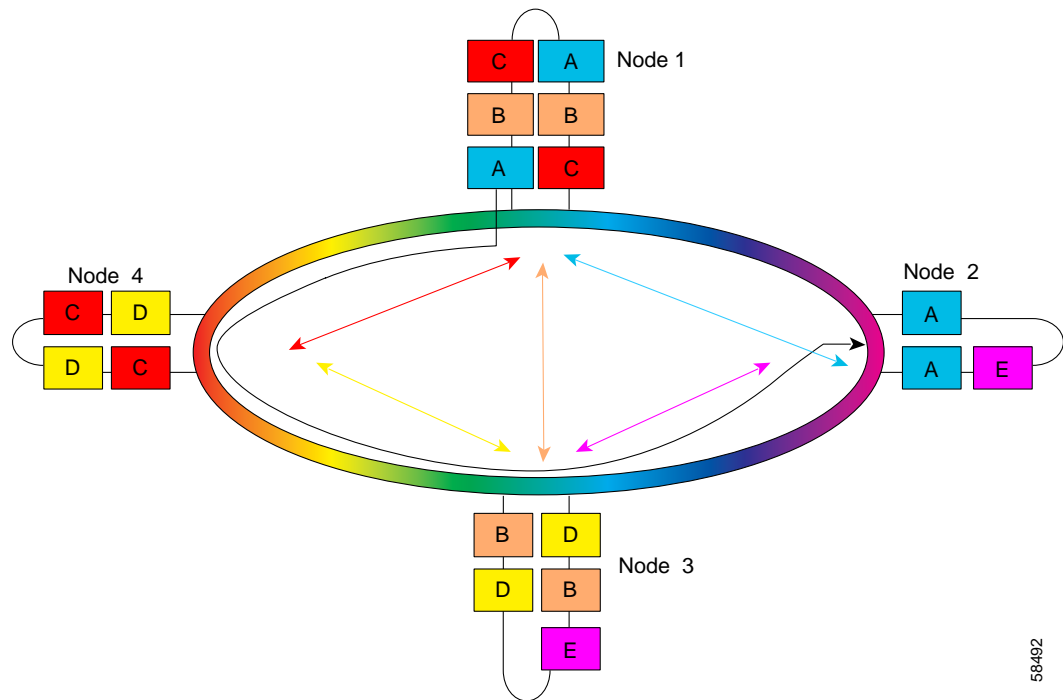 C A Node 1
B B
A C
Node 4
C D
D C
Node 2
A
A E
B D
Node 3
D B
E
58492